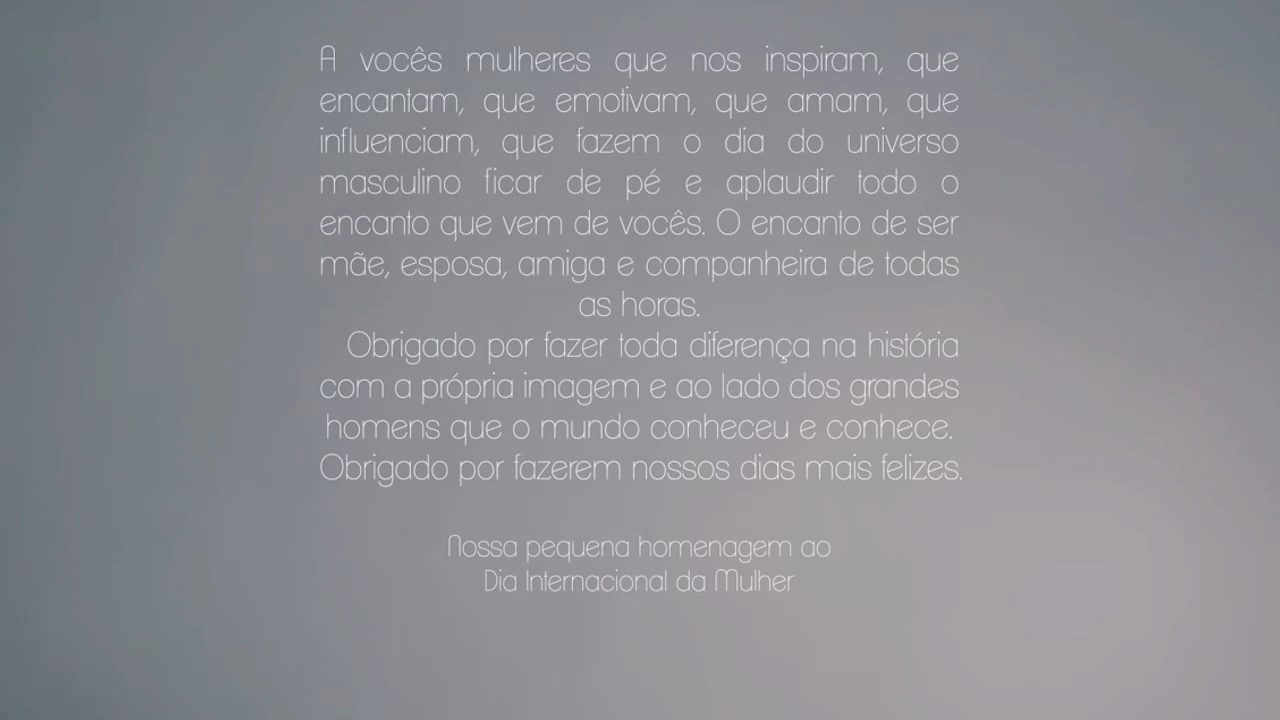 A vocês mulheres que nos inspiram, que
encantam, que emotivam, que amam, que
influenciam, que fazem o dia do universo
masculino ficar de pé e aplaudir todo o
encanto que vem de vocês. O encanto de ser
mãe, esposa, amiga e companheira de todas
as horas.
Obrigado por fazer toda diferença na história
com a própria imagem e ao lado dos grandes
homens que o mundo conheceu e conhece.
Obrigado por fazerem nossos dias mais felizes.
Nossa pequena homenagem ao
Dia Internacional da Mulher